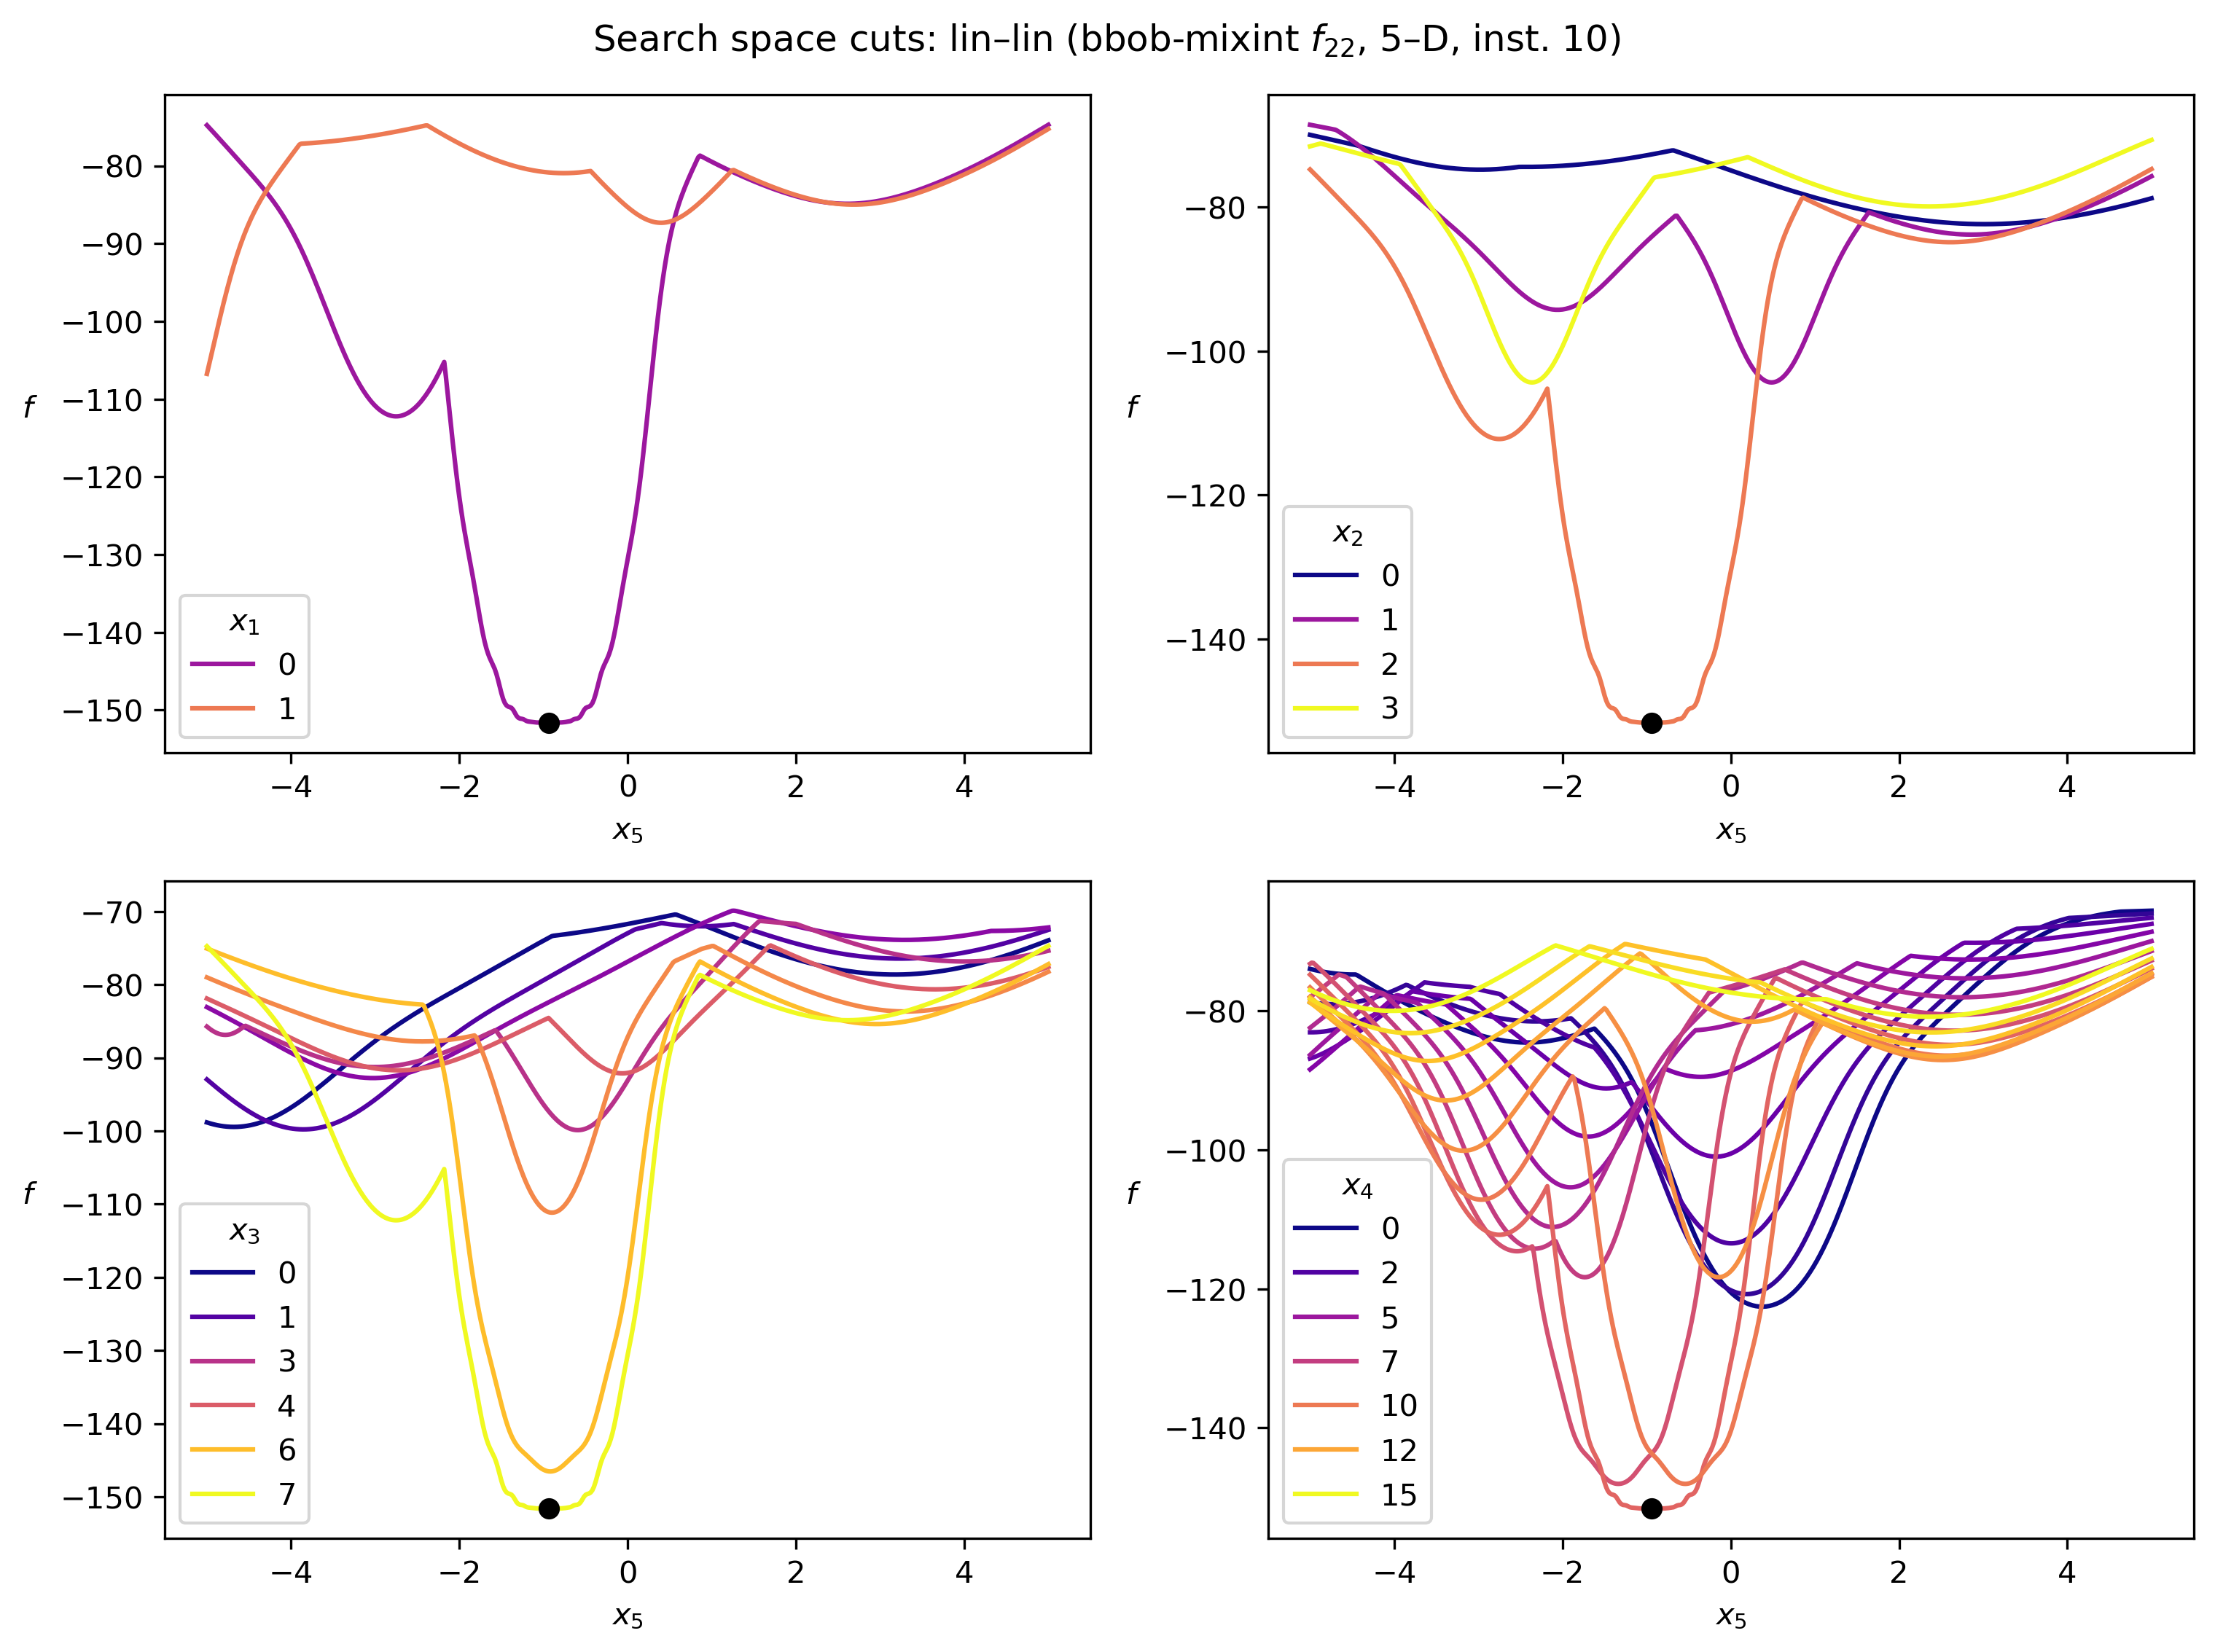 Search space cuts: lin–lin (bbob-mixint f₂₂, 5–D, inst. 10)
−80
−90
−100
−110
−120
−130
−140
−150
f
x₁
0
1
−4 −2 0 2 4
x₅
−80
−100
−120
−140
f
x₂
0
1
2
3
−4 −2 0 2 4
x₅
−70
−80
−90
−100
−110
−120
−130
−140
−150
f
x₃
0
1
3
4
6
7
−4 −2 0 2 4
x₅
−80
−100
−120
−140
f
x₄
0
2
5
7
10
12
15
−4 −2 0 2 4
x₅